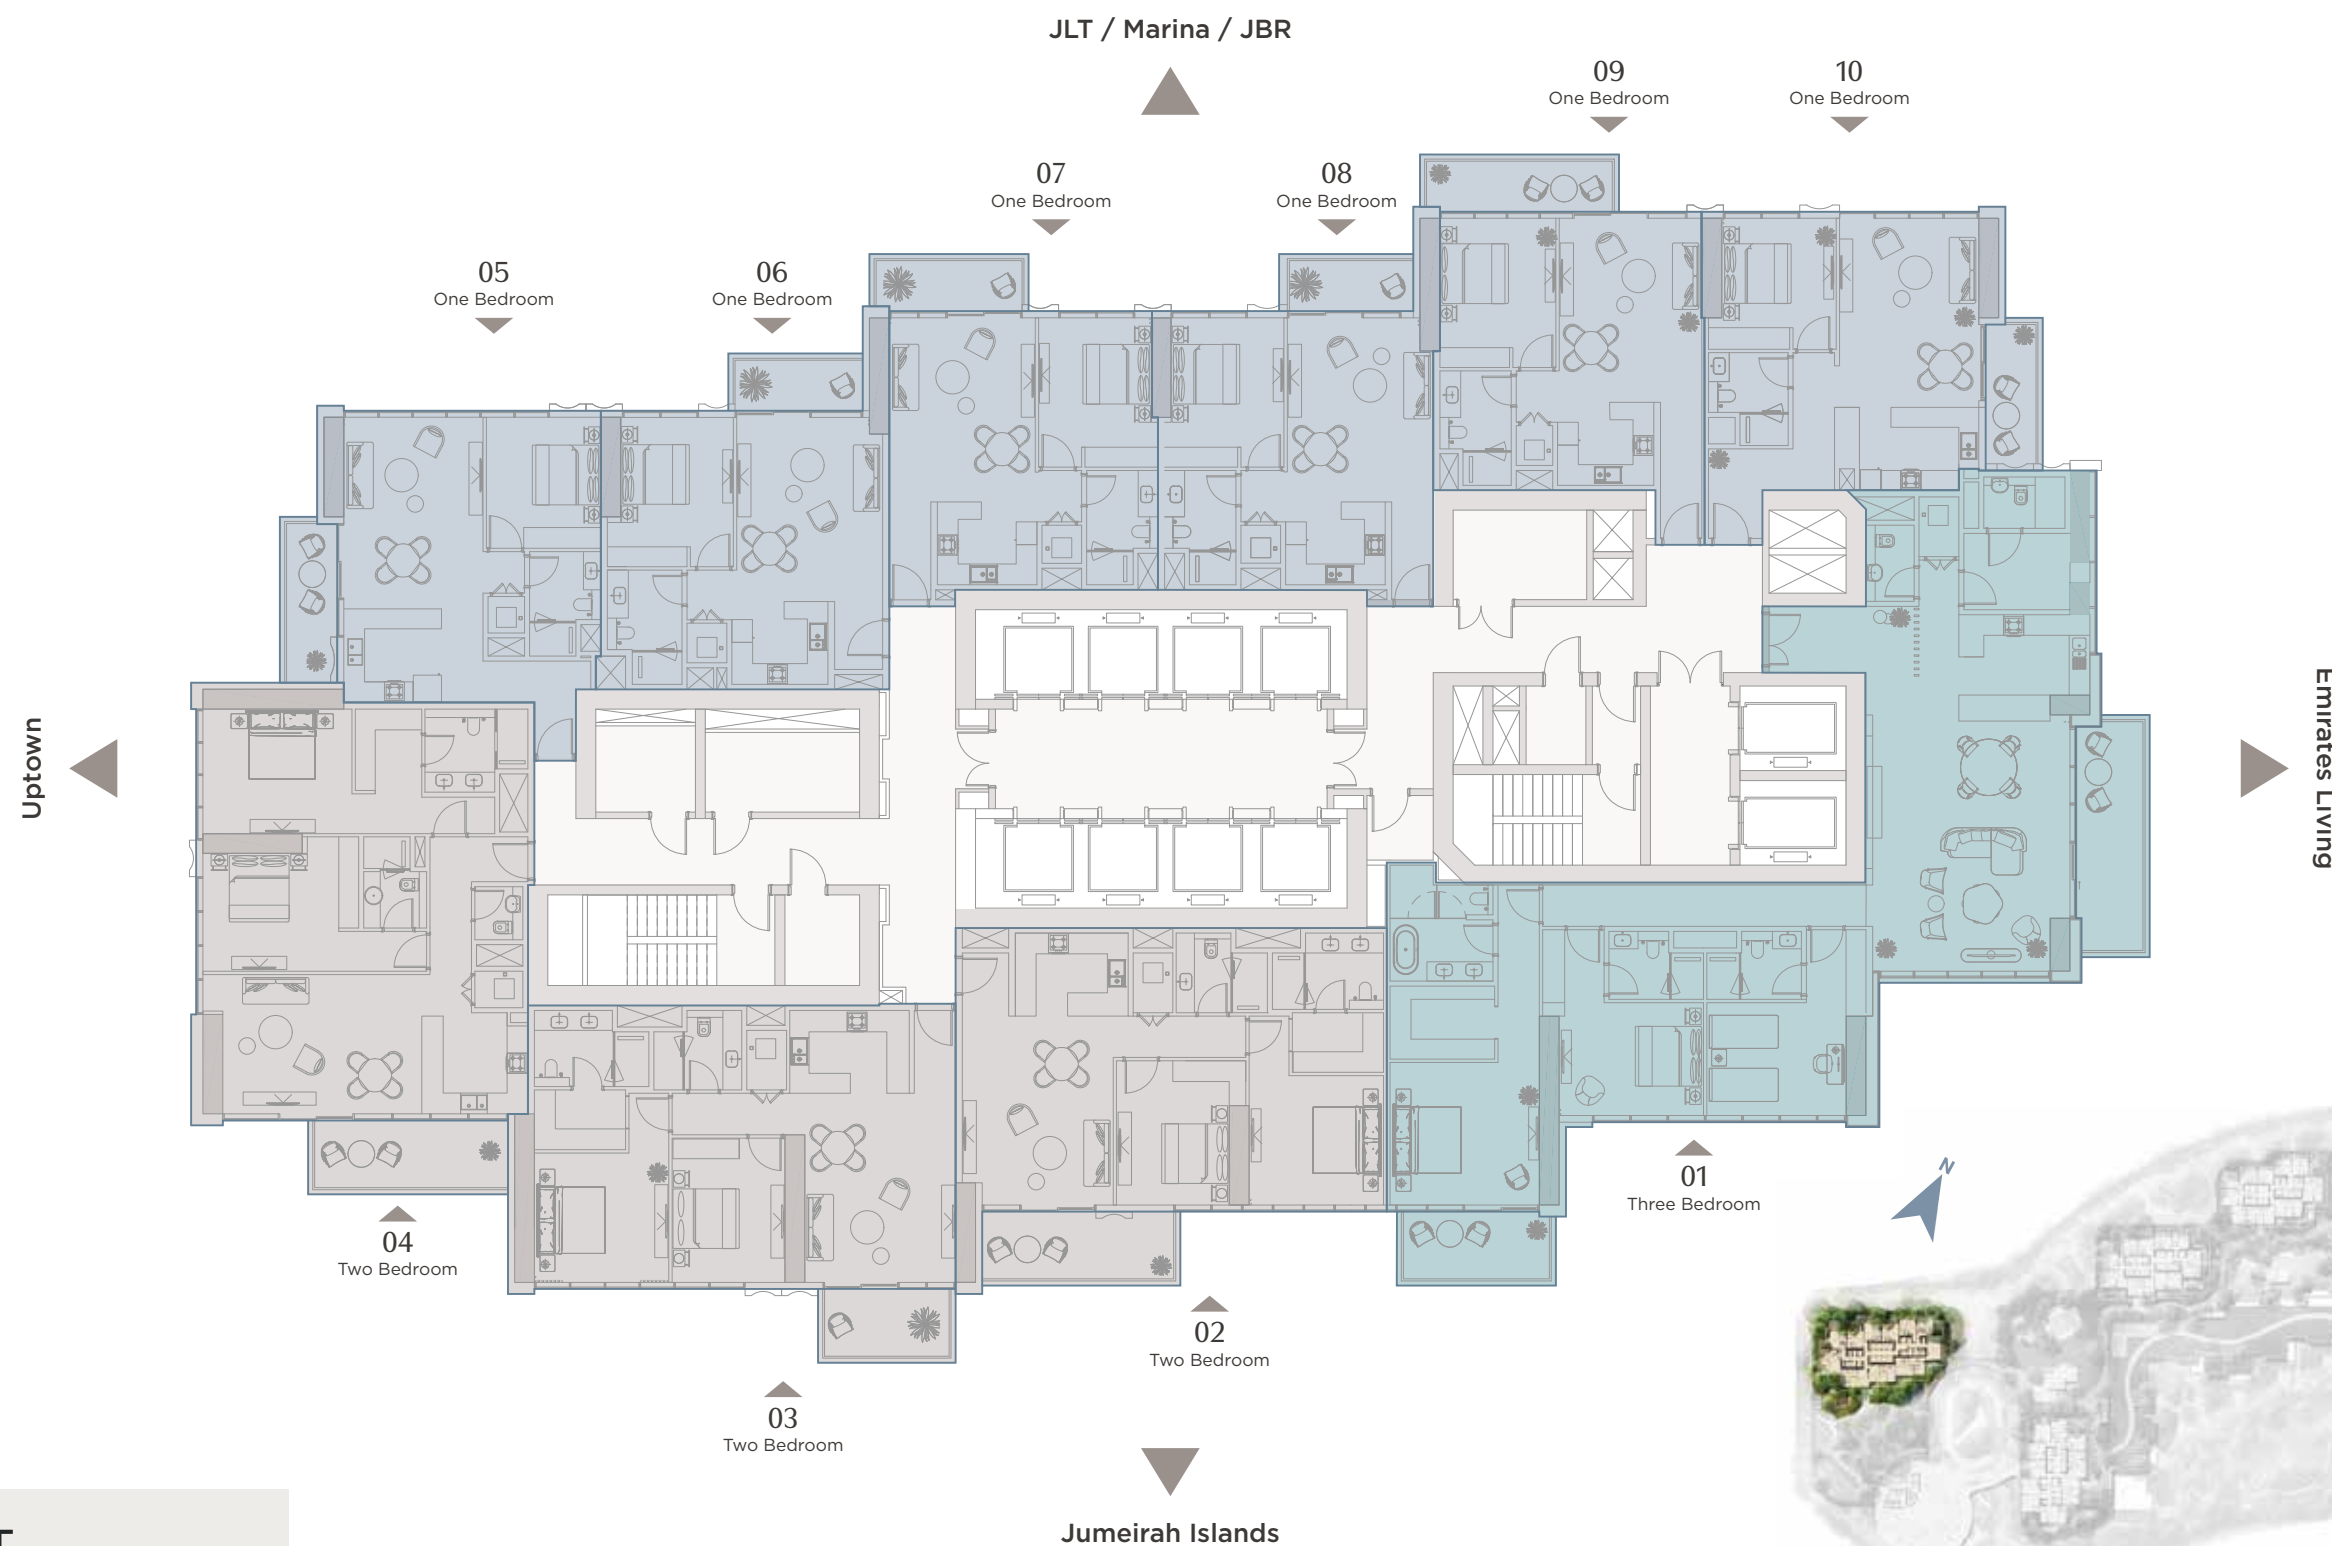 JLT / Marina / JBR
09
One Bedroom
10
One Bedroom
07
One Bedroom
08
One Bedroom
05
One Bedroom
06
One Bedroom
Uptown
Emirates Living
01
Three Bedroom
N
04
Two Bedroom
02
Two Bedroom
03
Two Bedroom
Jumeirah Islands